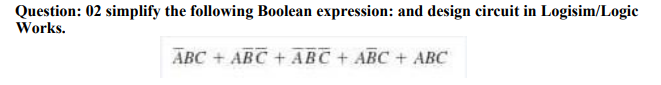 Question: 02 simplify the following Boolean expression: and design circuit in Logisim/Logic
Works.
A̅BC + AB̅C̅ + A̅B̅C̅ + AB̅C + ABC